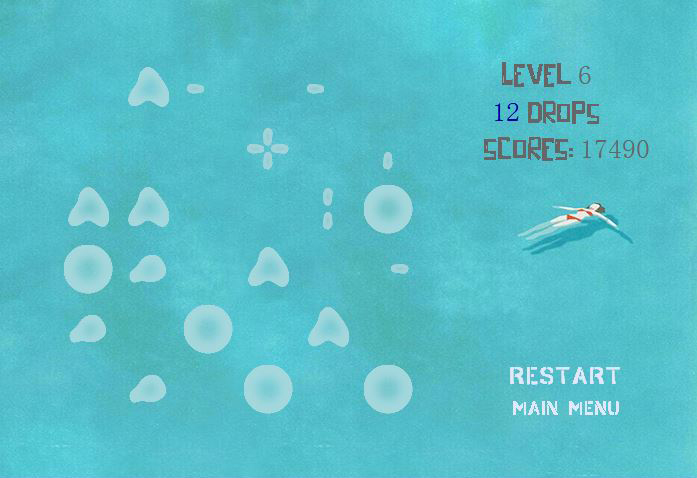 LEVEL 6
12 DROPS
SCORES: 17490
RESTART
MAIN MENU